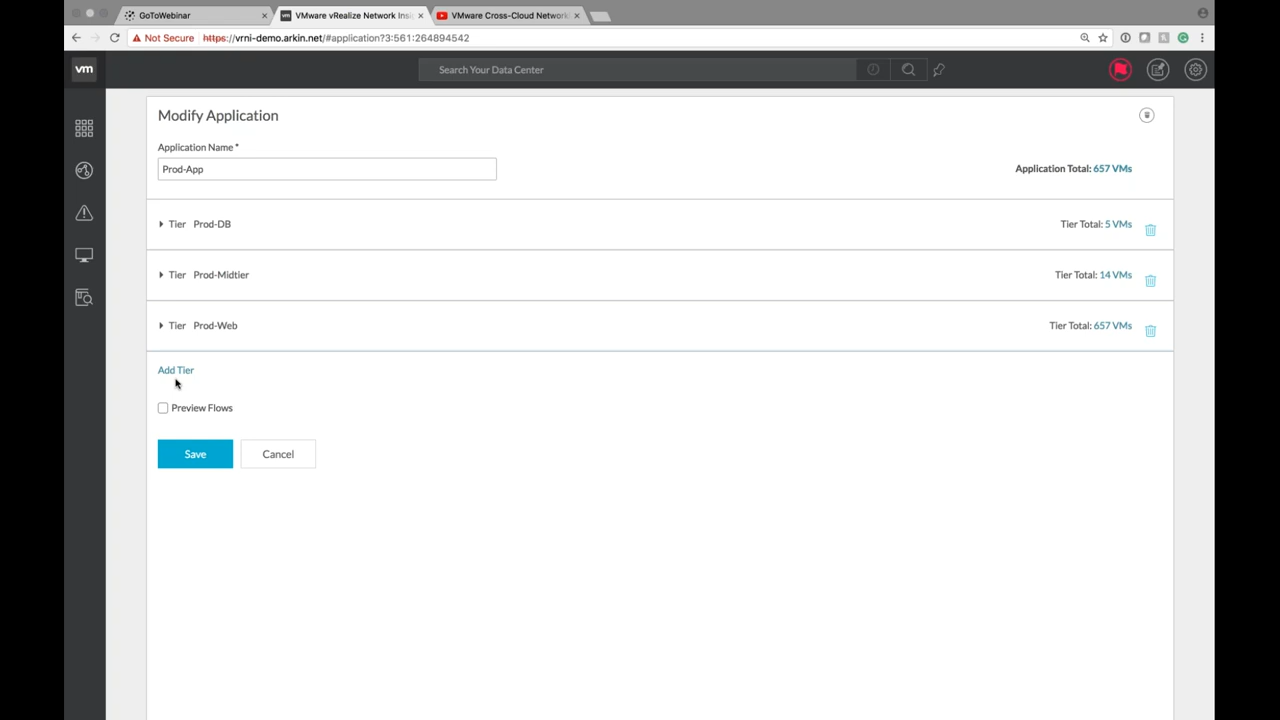 GoToWebinar
vm VMware vRealize Network Insi
VMware Cross-Cloud Network
Not Secure https://vrni-demo.arkin.net/#application?3:561:264894542
vm
Search Your Data Center
Modify Application
Application Name *
Prod-App
Application Total: 657 VMs
Tier Prod-DB
Tier Total: 5 VMs
Tier Prod-Midtier
Tier Total: 14 VMs
Tier Prod-Web
Tier Total: 657 VMs
Add Tier
Preview Flows
Save
Cancel